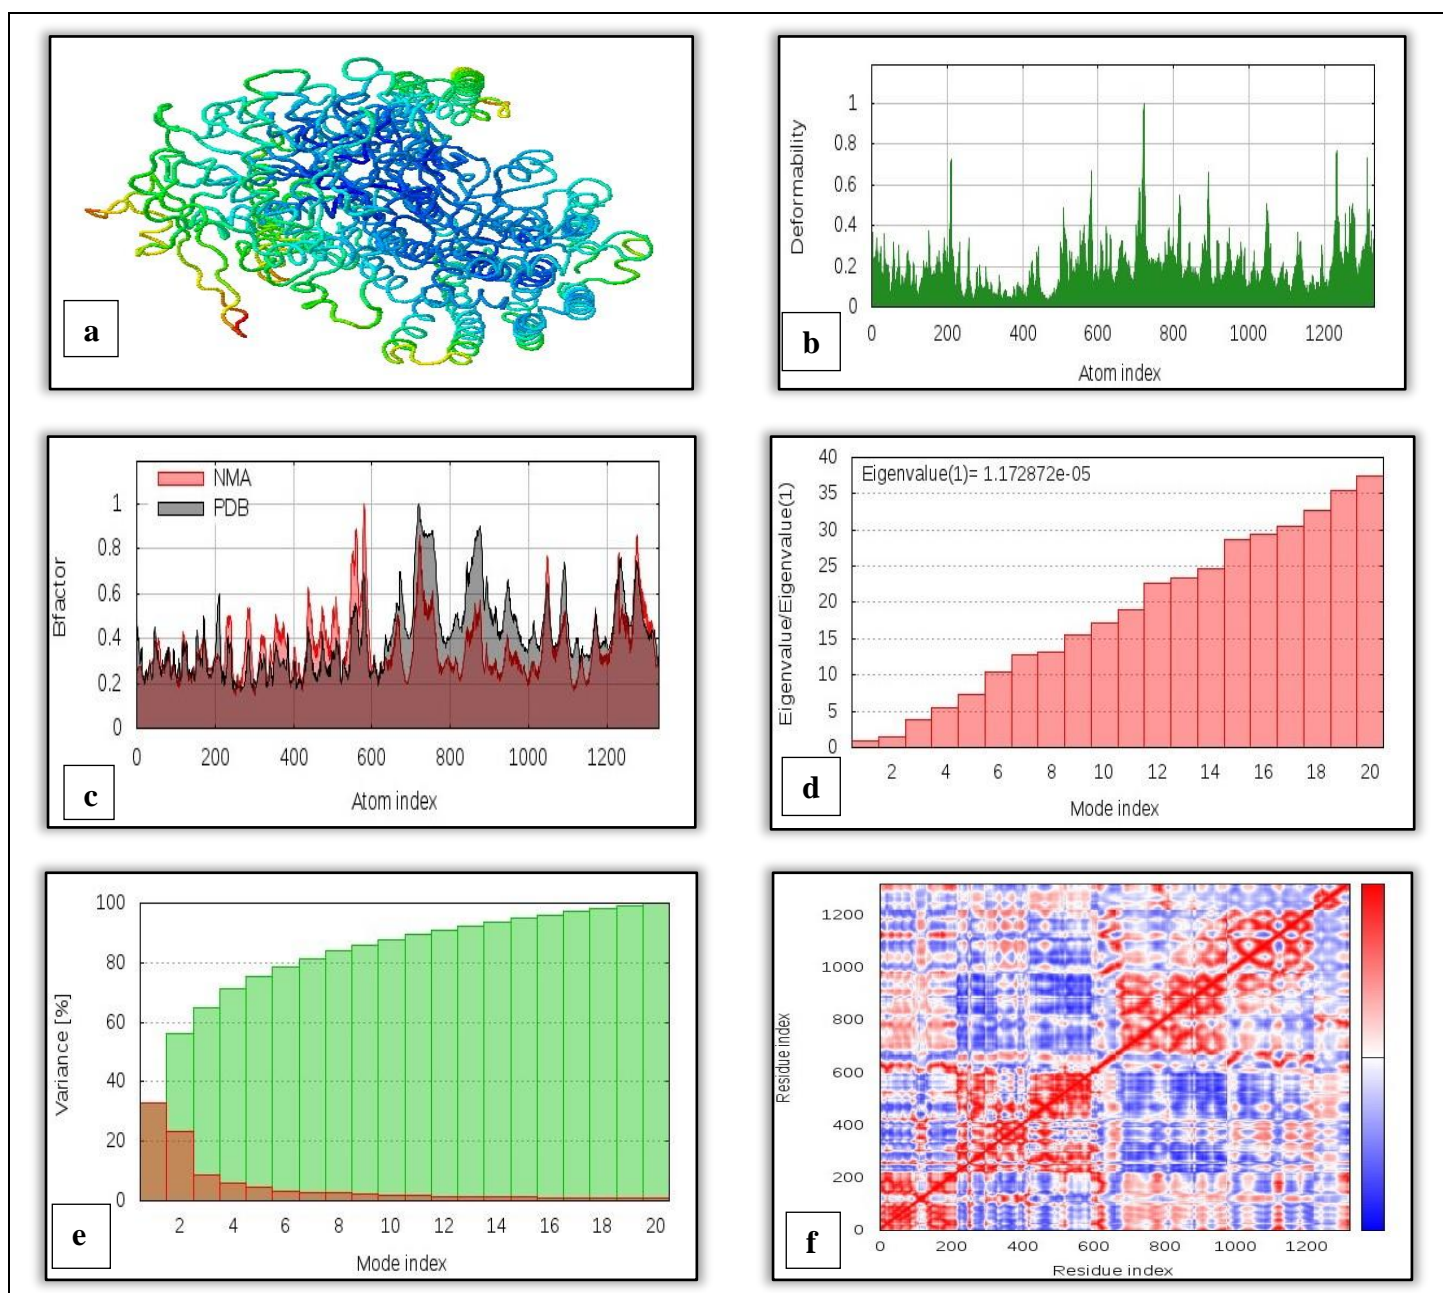 a
1
0.8
0.6
0.4
0.2
0
Deformability
0 200 400 600 800 1000 1200
Atom index
b
NMA
PDB
1
0.8
0.6
0.4
0.2
0
Bfactor
0 200 400 600 800 1000 1200
Atom index
c
Eigenvalue(1)= 1.172872e-05
40
35
30
25
20
15
10
5
0
Eigenvalue/Eigenvalue(1)
2 4 6 8 10 12 14 16 18 20
Mode index
d
100
80
60
40
20
0
Variance [%]
2 4 6 8 10 12 14 16 18 20
Mode index
e
1200
1000
800
600
400
200
0
Residue index
0 200 400 600 800 1000 1200
Residue index
f